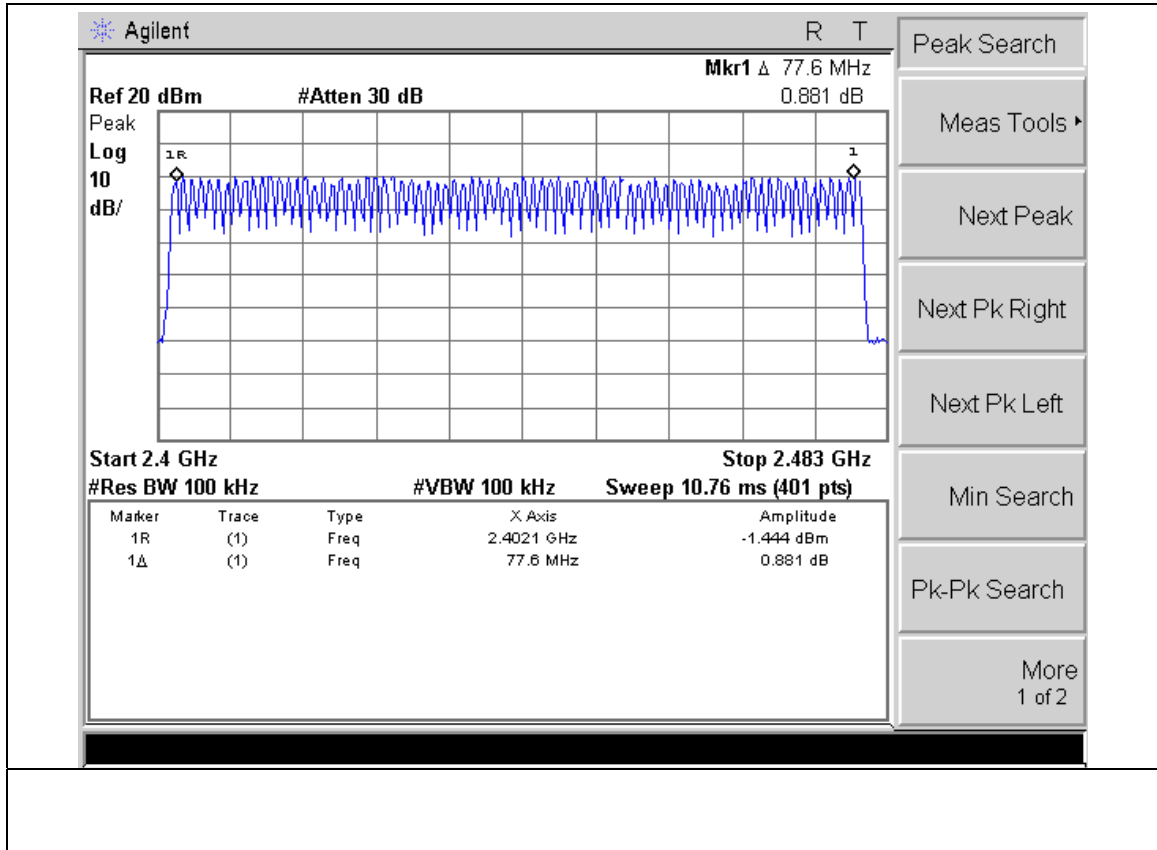 Agilent R T
Mkr1 Δ 77.6 MHz
Ref 20 dBm #Atten 30 dB 0.881 dB
Peak
Log
10
dB/
1R 1
Start 2.4 GHz Stop 2.483 GHz
#Res BW 100 kHz #VBW 100 kHz Sweep 10.76 ms (401 pts)
Marker Trace Type X Axis Amplitude
1R (1) Freq 2.4021 GHz -1.444 dBm
1Δ (1) Freq 77.6 MHz 0.881 dB
Peak Search
Meas Tools
Next Peak
Next Pk Right
Next Pk Left
Min Search
Pk-Pk Search
More
1 of 2